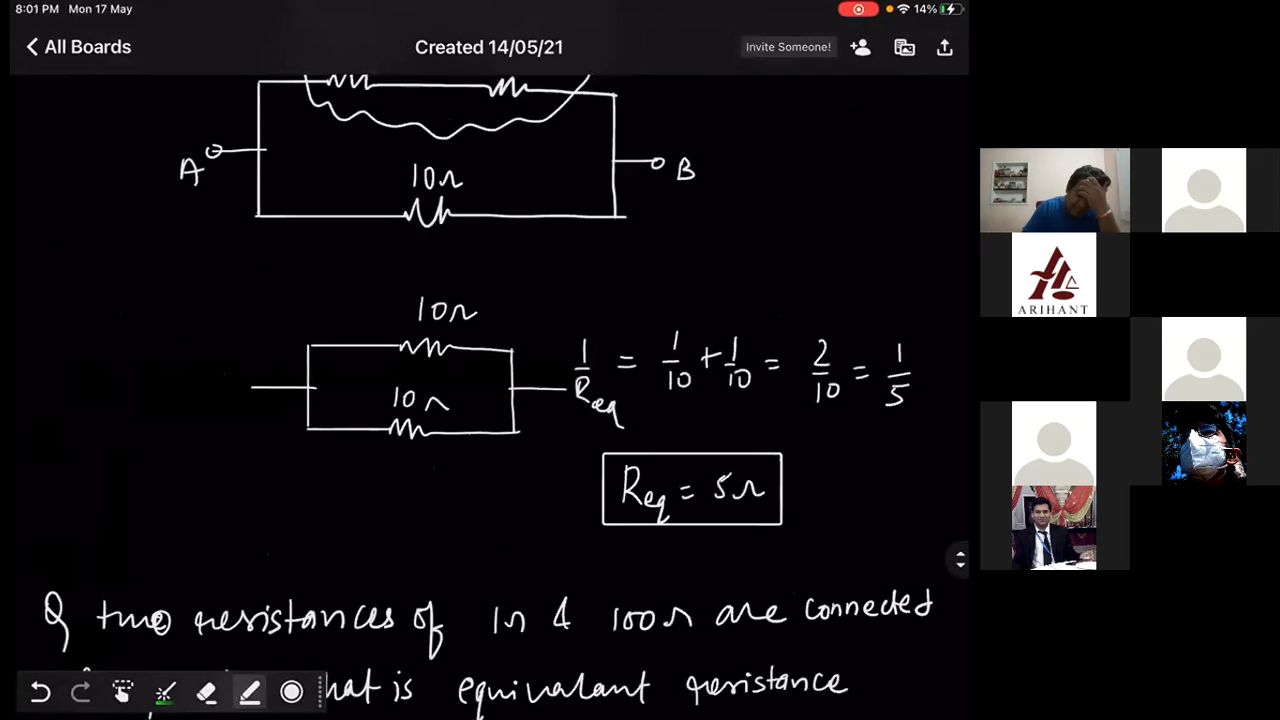 8:01 PM Mon 17 May
14%
All Boards
Created 14/05/21
Invite Someone!
A
10Ω
B
10Ω
10Ω
1/Req = 1/10 + 1/10 = 2/10 = 1/5
Req = 5Ω
ARIHANT
Q two resistances of 1Ω & 100Ω are connected
is equivalant resistance